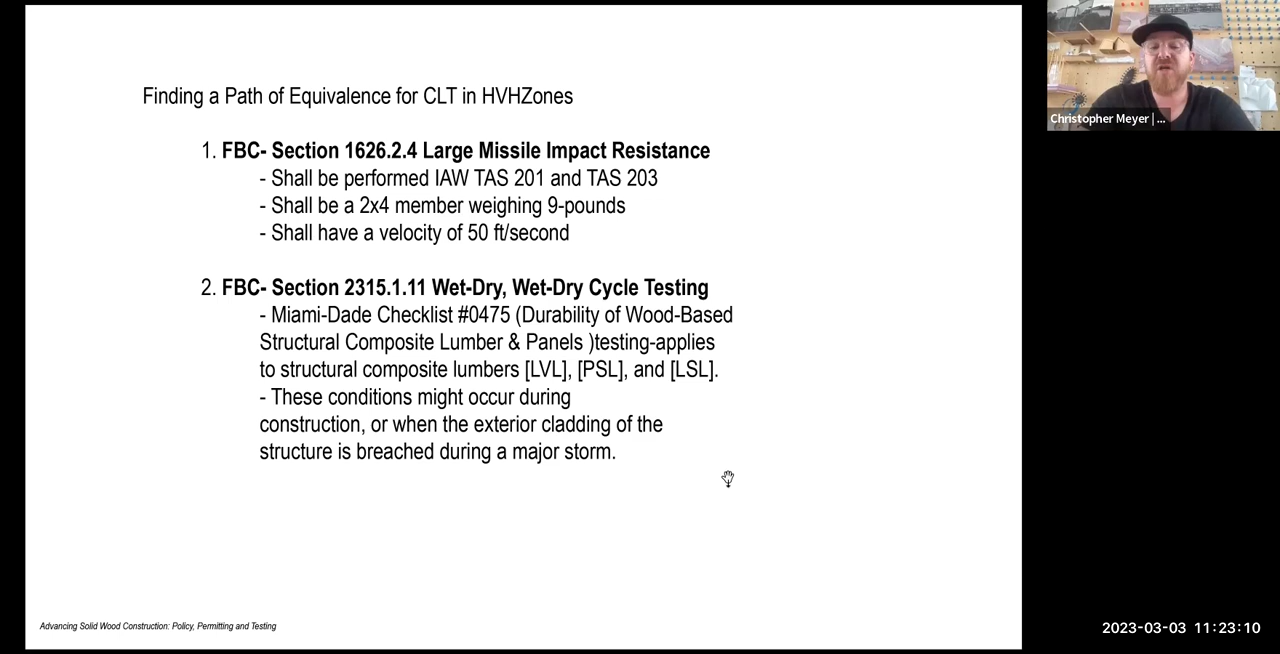 Finding a Path of Equivalence for CLT in HVHZones
1. FBC- Section 1626.2.4 Large Missile Impact Resistance
- Shall be performed IAW TAS 201 and TAS 203
- Shall be a 2x4 member weighing 9-pounds
- Shall have a velocity of 50 ft/second
2. FBC- Section 2315.1.11 Wet-Dry, Wet-Dry Cycle Testing
- Miami-Dade Checklist #0475 (Durability of Wood-Based
Structural Composite Lumber & Panels )testing-applies
to structural composite lumbers [LVL], [PSL], and [LSL].
- These conditions might occur during
construction, or when the exterior cladding of the
structure is breached during a major storm.
Advancing Solid Wood Construction: Policy, Permitting and Testing
Christopher Meyer | ...
2023-03-03 11:23:10